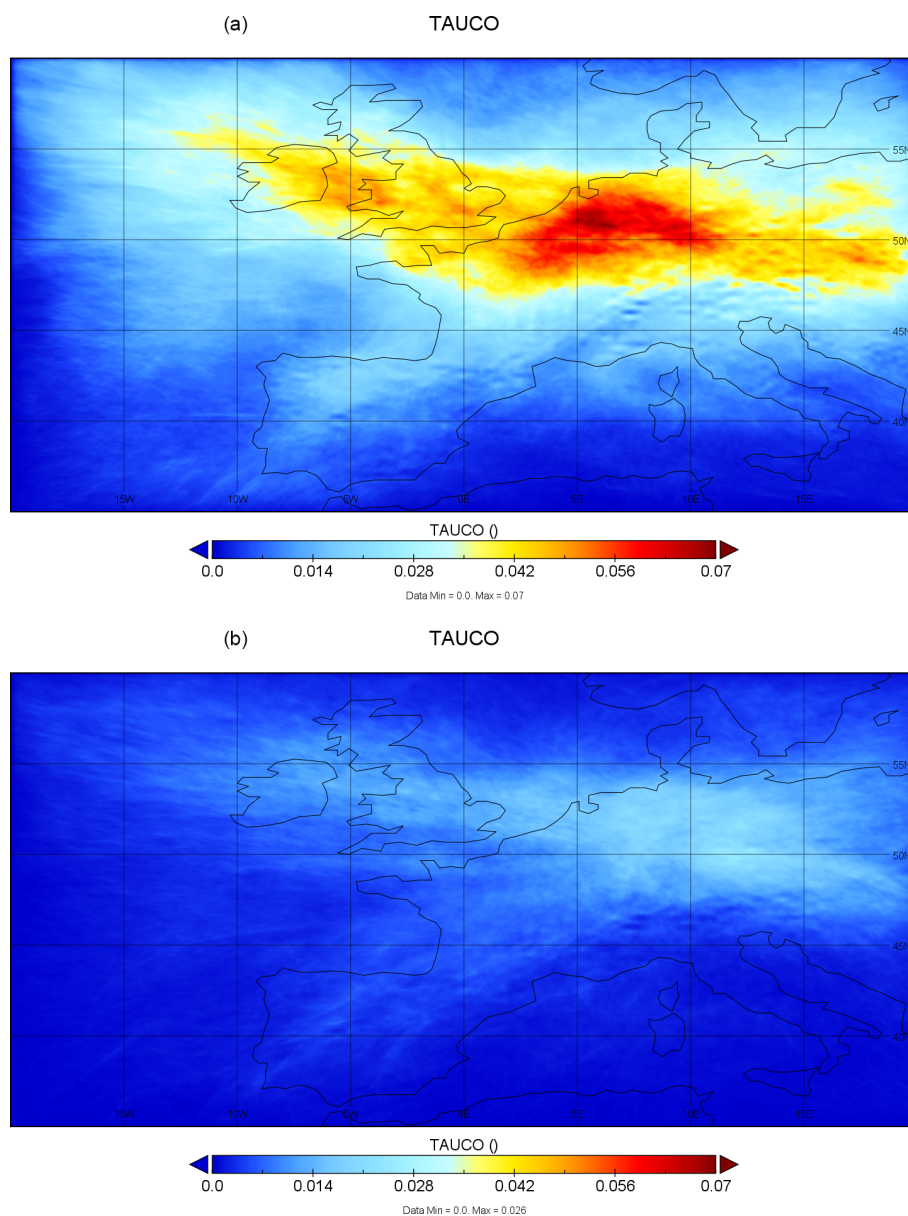 (a) TAUCO
55N
50N
45N
40N
15W 10W 5W 0E 5E 10E 15E
TAUCO ()
0.0 0.014 0.028 0.042 0.056 0.07
Data Min = 0.0. Max = 0.07
(b) TAUCO
55N
50N
45N
40N
15W 10W 5W 0E 5E 10E 15E
TAUCO ()
0.0 0.014 0.028 0.042 0.056 0.07
Data Min = 0.0. Max = 0.026